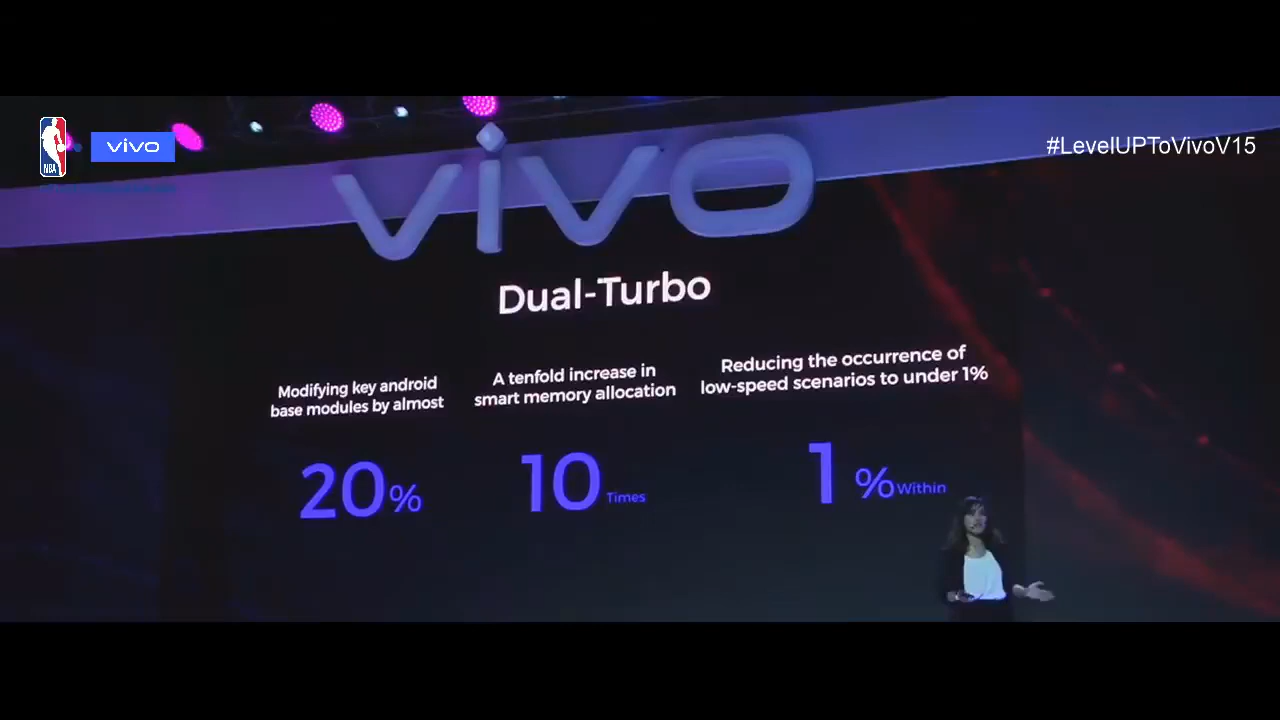 NBA
vivo
#LevelUPToVivoV15
vivo
Dual-Turbo
Modifying key android
base modules by almost
20%
A tenfold increase in
smart memory allocation
10 Times
Reducing the occurrence of
low-speed scenarios to under 1%
1 % Within